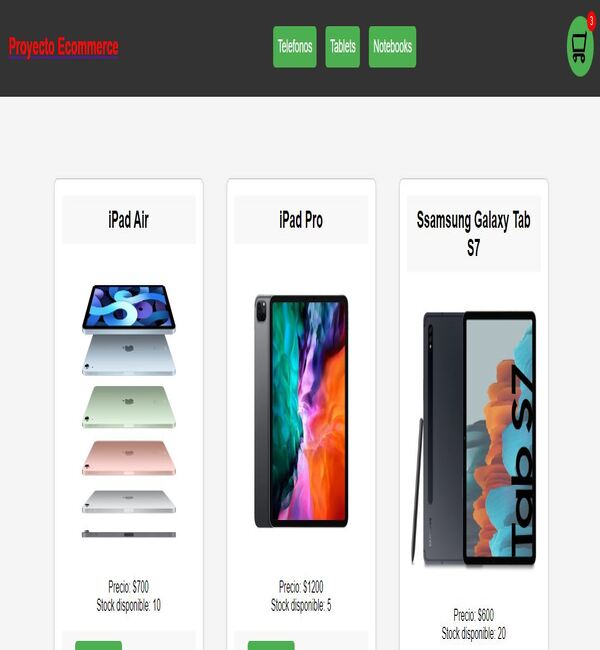 Proyecto Ecommerce
Telefonos
Tablets
Notebooks
3
iPad Air
iPad Pro
Ssamsung Galaxy Tab
S7
Tab S7
Precio: $700
Stock disponible: 10
Precio: $1200
Stock disponible: 5
Precio: $600
Stock disponible: 20